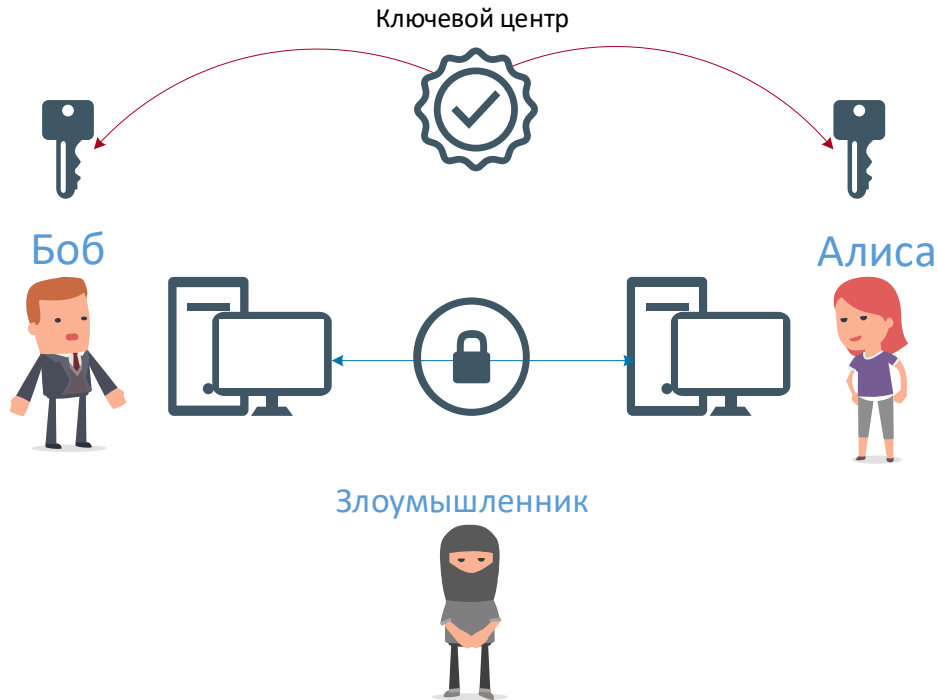 Ключевой центр
Боб
Алиса
Злоумышленник